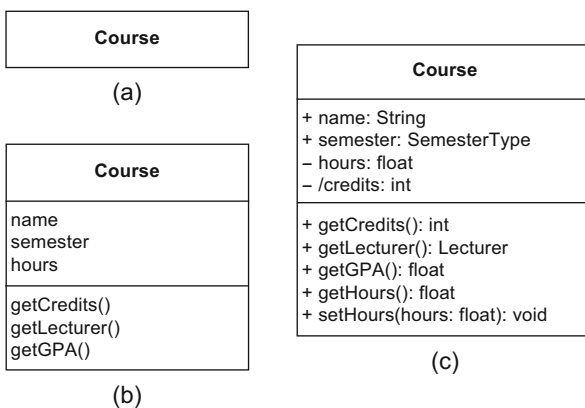 Course
(a)
Course
name
semester
hours
getCredits()
getLecturer()
getGPA()
(b)
Course
+ name: String
+ semester: SemesterType
− hours: float
− /credits: int
+ getCredits(): int
+ getLecturer(): Lecturer
+ getGPA(): float
+ getHours(): float
+ setHours(hours: float): void
(c)